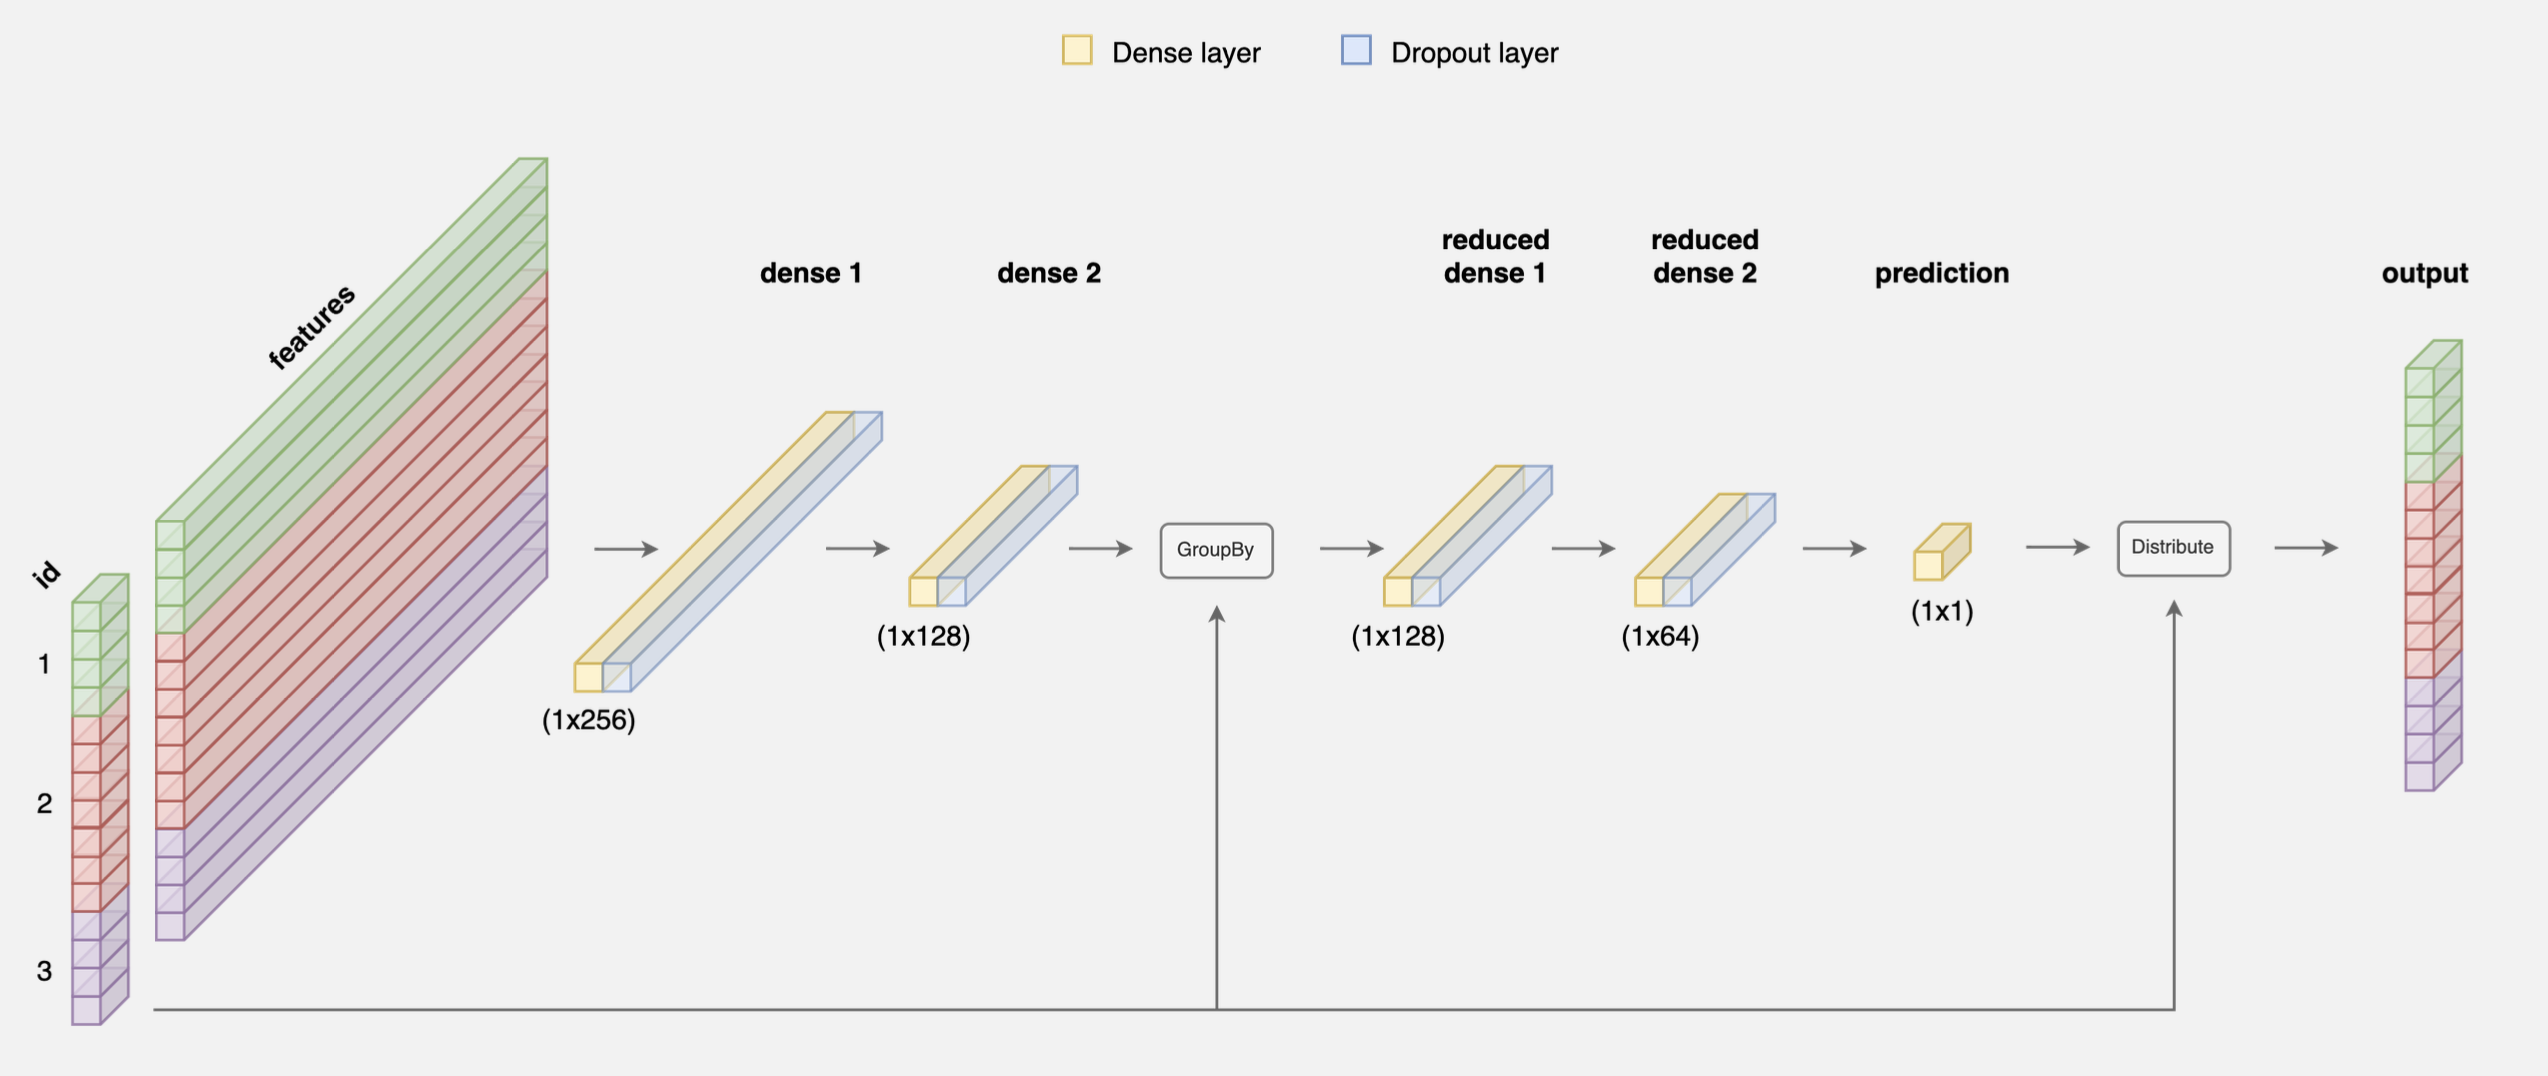 Dense layer
Dropout layer
features
id
1
2
3
dense 1
(1x256)
dense 2
(1x128)
GroupBy
reduced
dense 1
(1x128)
reduced
dense 2
(1x64)
prediction
(1x1)
Distribute
output